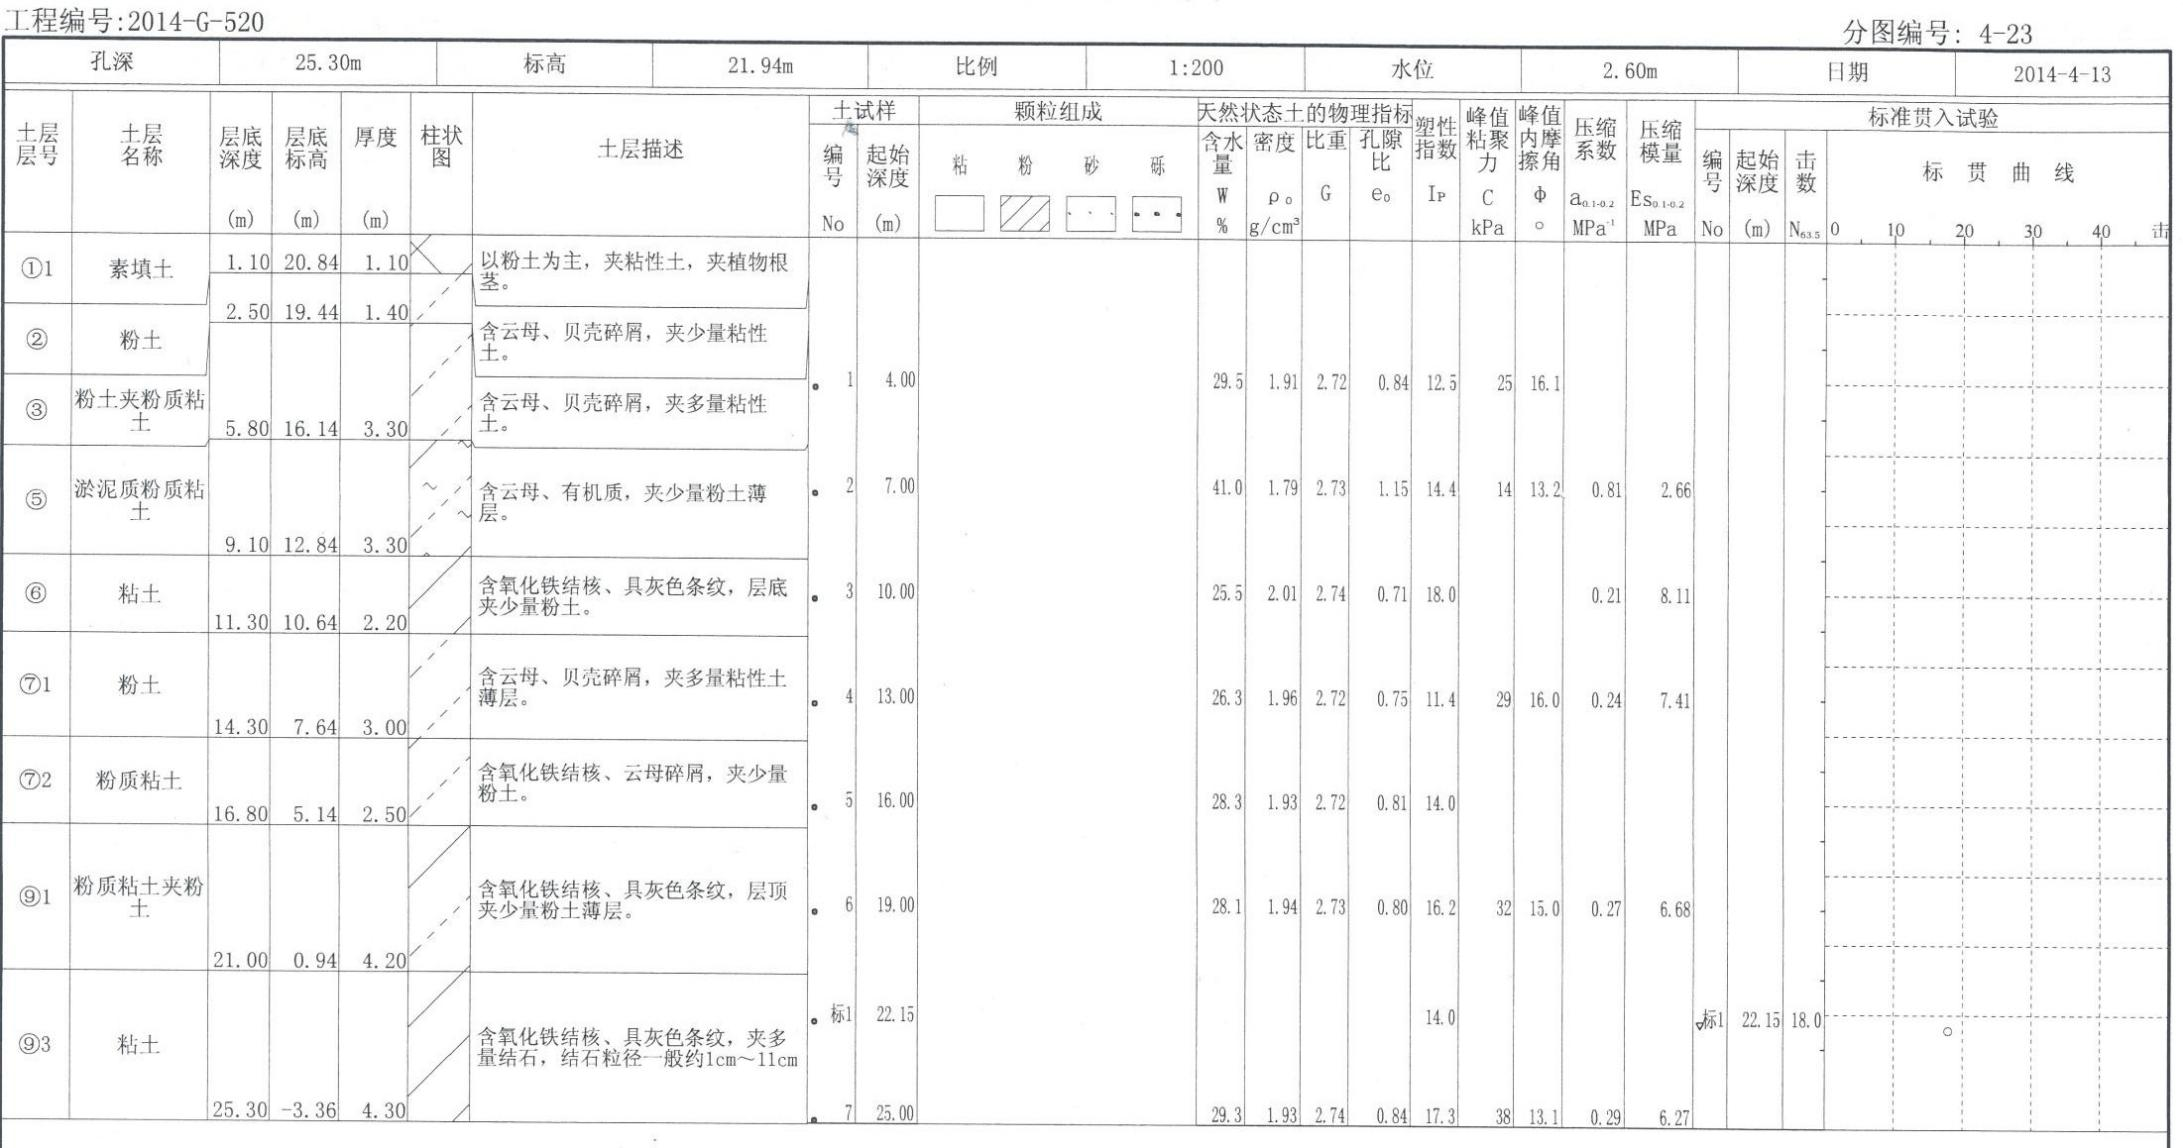 工程编号:2014-G-520
分图编号: 4-23
孔深 25.30m 标高 21.94m 比例 1:200 水位 2.60m 日期 2014-4-13
土层层号 土层名称 层底深度 (m) 层底标高 (m) 厚度 (m) 柱状图 土层描述
土试样 编号 No 起始深度 (m)
颗粒组成 粘 粉 砂 砾
天然状态土的物理指标 含水量 W % 密度 ρ₀ g/cm³ 比重 G 孔隙比 e₀
塑性指数 IP 峰值粘聚力 C kPa 峰值内摩擦角 Φ ° 压缩系数 a0.1-0.2 MPa⁻¹ 压缩模量 Es0.1-0.2 MPa
标准贯入试验 编号 No 起始深度 (m) 击数 N63.5 标贯曲线
0 10 20 30 40 击
①1 素填土 1.10 20.84 1.10 以粉土为主，夹粘性土，夹植物根
茎。
② 粉土 2.50 19.44 1.40 含云母、贝壳碎屑，夹少量粘性
土。
1 4.00 29.5 1.91 2.72 0.84 12.5 25 16.1
③ 粉土夹粉质粘
土 5.80 16.14 3.30 含云母、贝壳碎屑，夹多量粘性
土。
⑤ 淤泥质粉质粘
土 9.10 12.84 3.30 含云母、有机质，夹少量粉土薄
层。
2 7.00 41.0 1.79 2.73 1.15 14.4 14 13.2 0.81 2.66
⑥ 粘土 11.30 10.64 2.20 含氧化铁结核、具灰色条纹，层底
夹少量粉土。
3 10.00 25.5 2.01 2.74 0.71 18.0 0.21 8.11
⑦1 粉土 14.30 7.64 3.00 含云母、贝壳碎屑，夹多量粘性土
薄层。
4 13.00 26.3 1.96 2.72 0.75 11.4 29 16.0 0.24 7.41
⑦2 粉质粘土 16.80 5.14 2.50 含氧化铁结核、云母碎屑，夹少量
粉土。
5 16.00 28.3 1.93 2.72 0.81 14.0
⑨1 粉质粘土夹粉
土 21.00 0.94 4.20 含氧化铁结核、具灰色条纹，层顶
夹少量粉土薄层。
6 19.00 28.1 1.94 2.73 0.80 16.2 32 15.0 0.27 6.68
标1 22.15 14.0 标1 22.15 18.0
⑨3 粘土 25.30 -3.36 4.30 含氧化铁结核、具灰色条纹，夹多
量结石，结石粒径一般约1cm～11cm
7 25.00 29.3 1.93 2.74 0.84 17.3 38 13.1 0.29 6.27